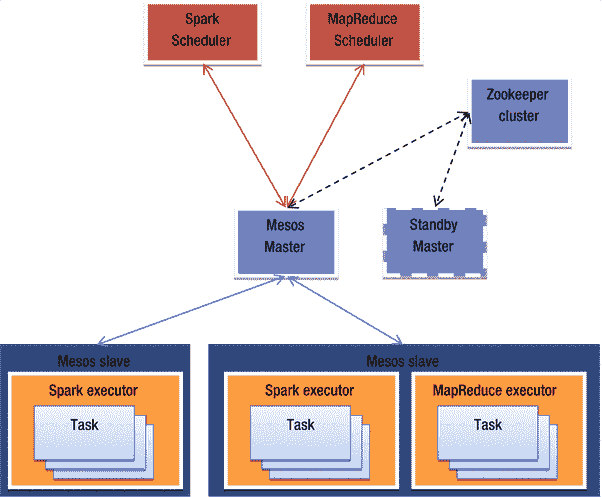 Spark
Scheduler
MapReduce
Scheduler
Zookeeper
cluster
Mesos
Master
Standby
Master
Mesos slave
Spark executor
Task
Mesos slave
Spark executor
Task
MapReduce executor
Task